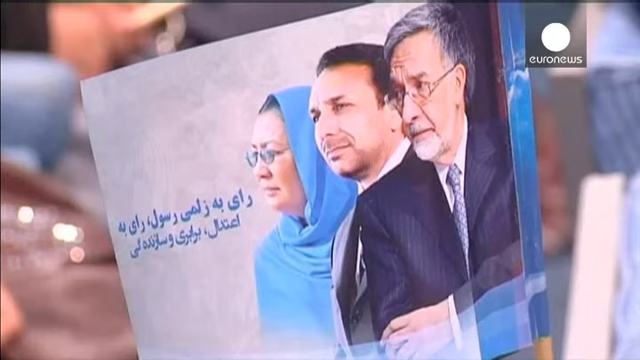 euronews
رای به زلمی رسول، رای به
اعتدال، برابری و سازنده گی